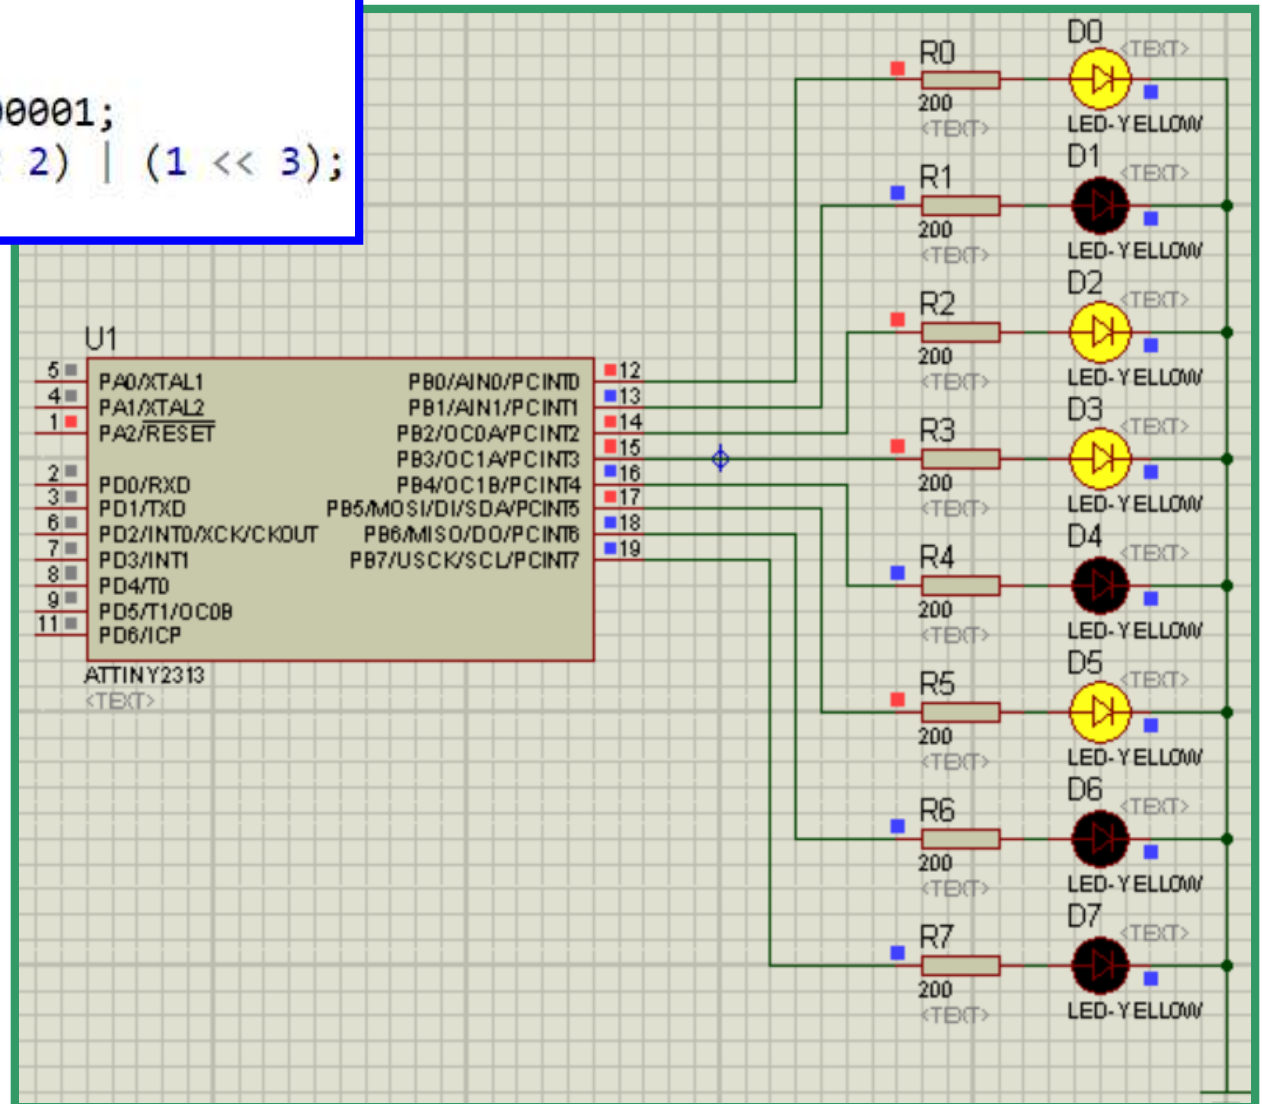 00001;
2) | (1 << 3);
U1
5 PA0/XTAL1
4 PA1/XTAL2
1 PA2/RESET
2 PD0/RXD
3 PD1/TXD
6 PD2/INT0/XCK/CKOUT
7 PD3/INT1
8 PD4/T0
9 PD5/T1/OC0B
11 PD6/ICP
PB0/AIN0/PCINT0 12
PB1/AIN1/PCINT1 13
PB2/OC0A/PCINT2 14
PB3/OC1A/PCINT3 15
PB4/OC1B/PCINT4 16
PB5/MOSI/DI/SDA/PCINT5 17
PB6/MISO/DO/PCINT6 18
PB7/USCK/SCL/PCINT7 19
ATTINY2313
<TEXT>
R0
200
<TEXT>
D0
<TEXT>
LED-YELLOW
R1
200
<TEXT>
D1
<TEXT>
LED-YELLOW
R2
200
<TEXT>
D2
<TEXT>
LED-YELLOW
R3
200
<TEXT>
D3
<TEXT>
LED-YELLOW
R4
200
<TEXT>
D4
<TEXT>
LED-YELLOW
R5
200
<TEXT>
D5
<TEXT>
LED-YELLOW
R6
200
<TEXT>
D6
<TEXT>
LED-YELLOW
R7
200
<TEXT>
D7
<TEXT>
LED-YELLOW